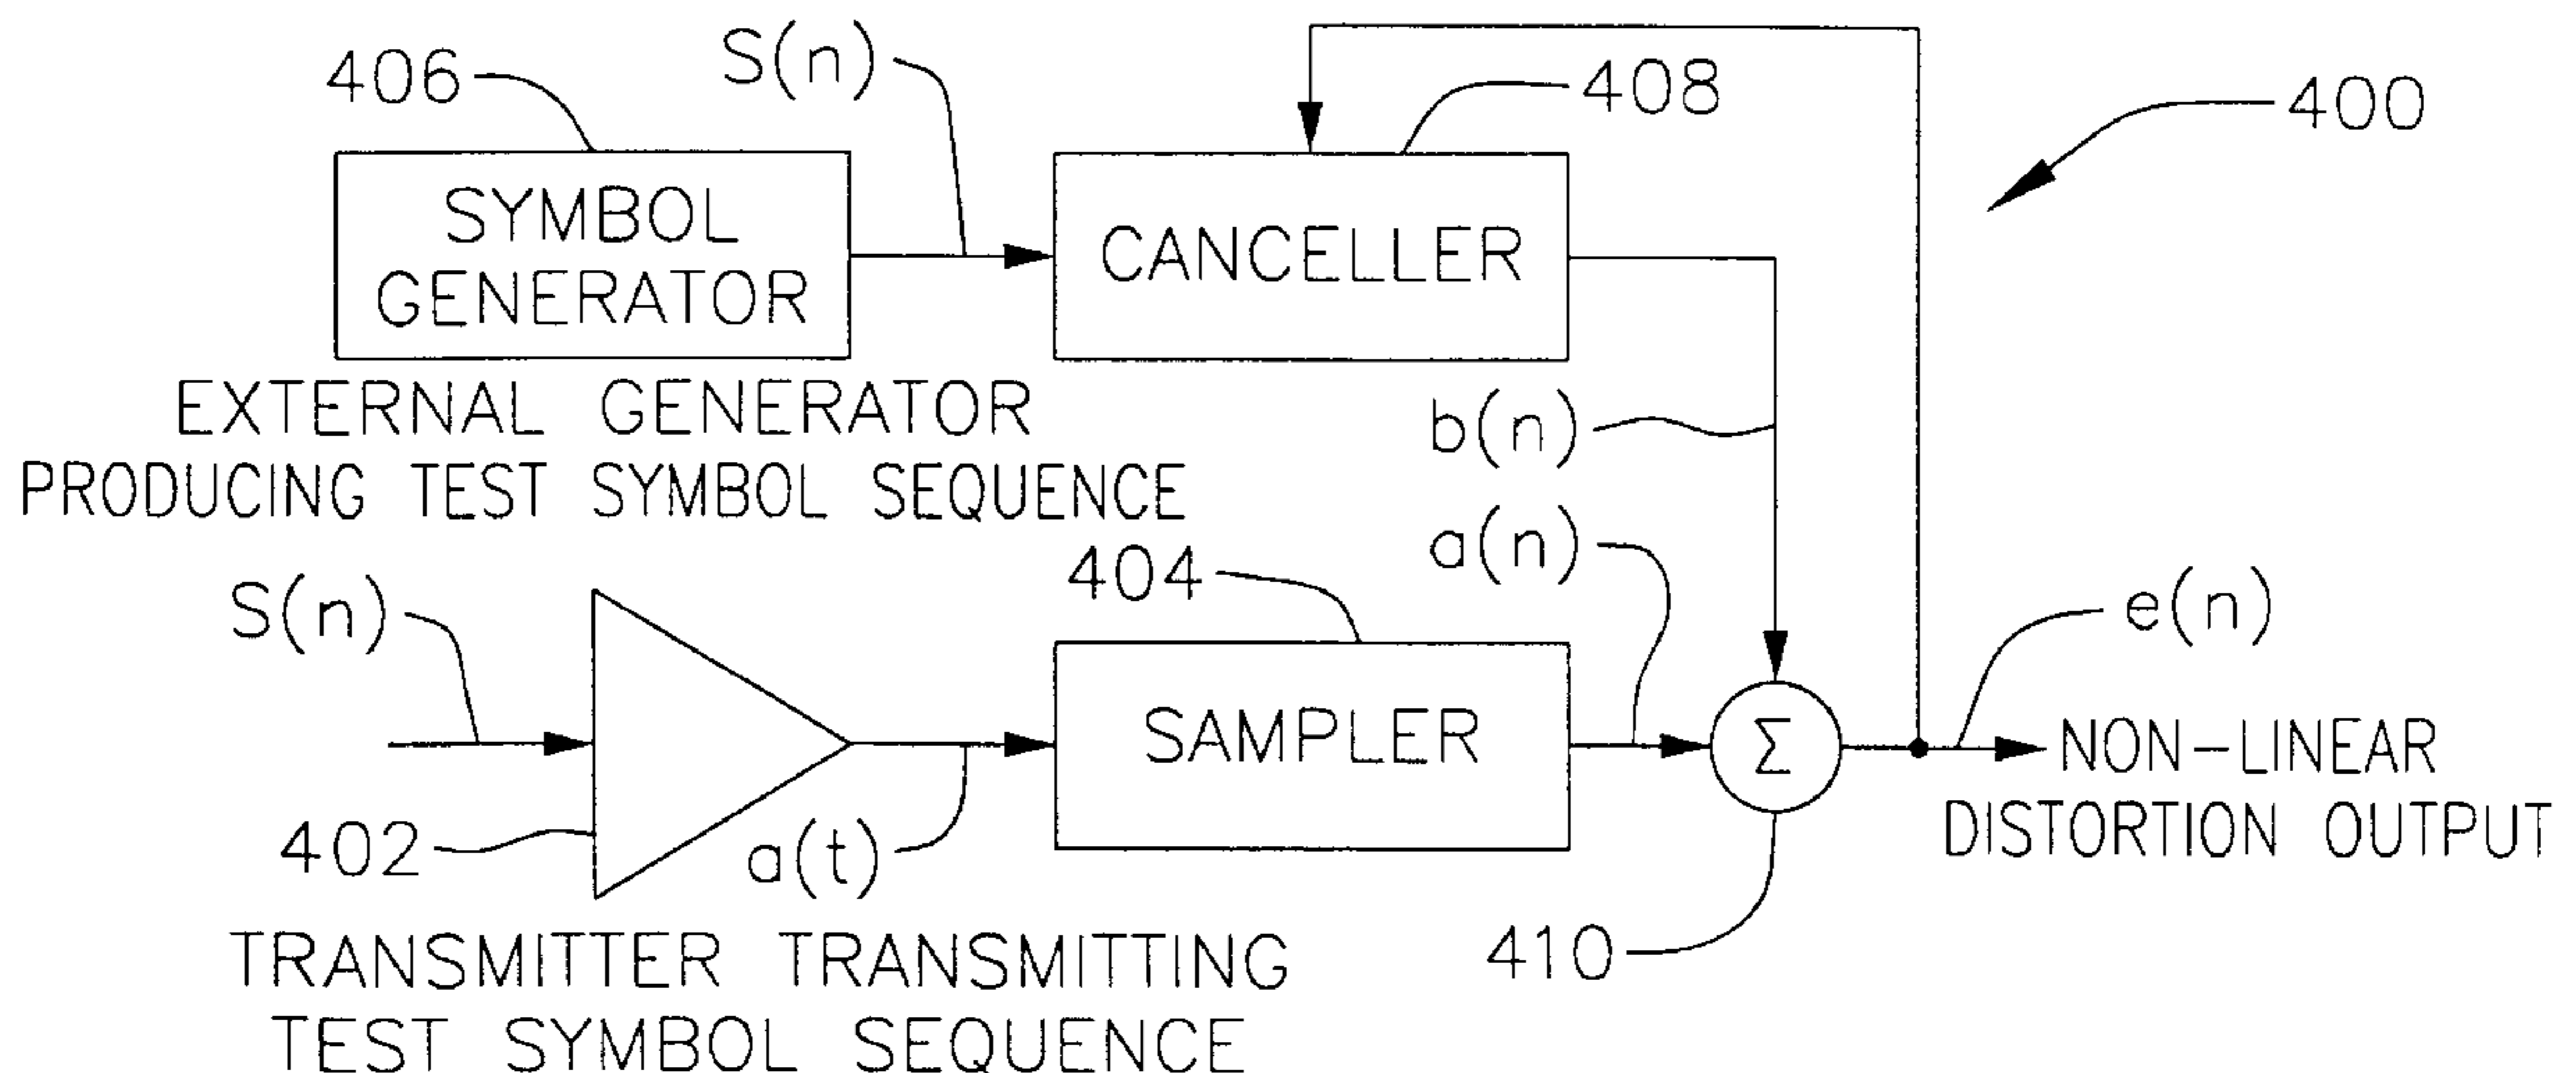 406
S(n)
408
400
SYMBOL
GENERATOR
CANCELLER
EXTERNAL GENERATOR
PRODUCING TEST SYMBOL SEQUENCE
b(n)
a(n)
404
S(n)
e(n)
SAMPLER
Σ
NON-LINEAR
DISTORTION OUTPUT
402
a(t)
410
TRANSMITTER TRANSMITTING
TEST SYMBOL SEQUENCE